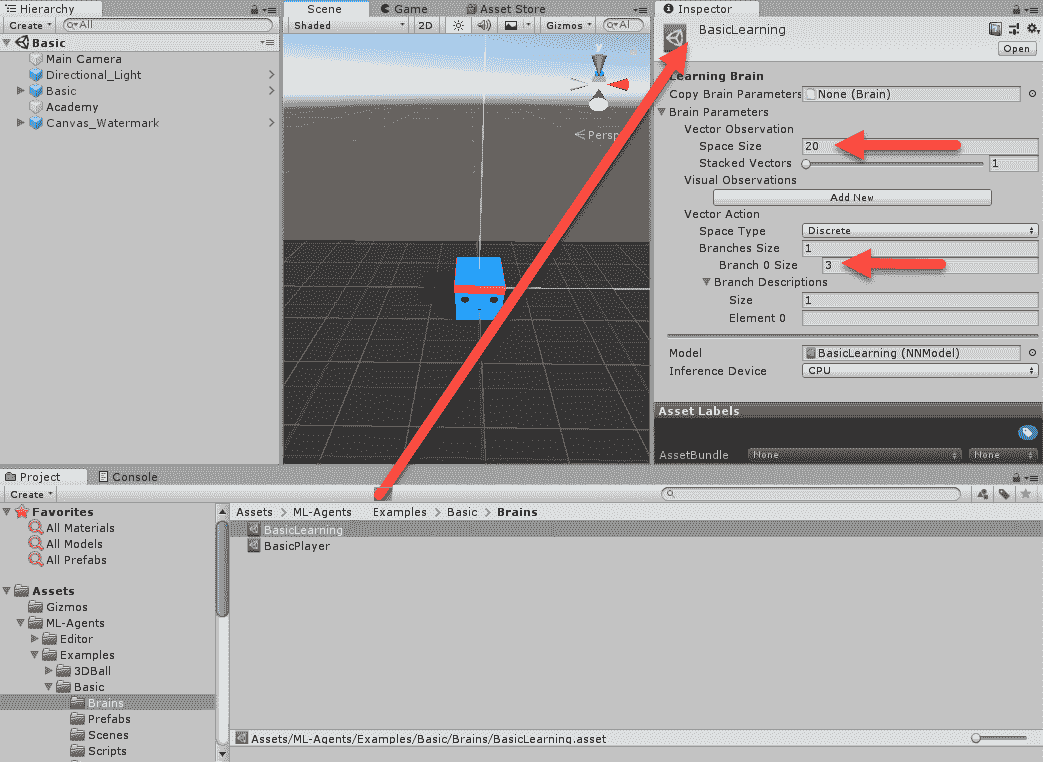 Hierarchy
Create
All
Basic
Main Camera
Directional_Light
Basic
Academy
Canvas_Watermark
Scene
Game
Asset Store
Shaded
2D
Gizmos
All
y
Persp
Inspector
BasicLearning
Open
Learning Brain
Copy Brain Parameters None (Brain)
Brain Parameters
Vector Observation
Space Size 20
Stacked Vectors 1
Visual Observations
Add New
Vector Action
Space Type Discrete
Branches Size 1
Branch 0 Size 3
Branch Descriptions
Size 1
Element 0
Model BasicLearning (NNModel)
Inference Device CPU
Asset Labels
AssetBundle None None
Project
Console
Create
Favorites
All Materials
All Models
All Prefabs
Assets
Gizmos
ML-Agents
Editor
Examples
3DBall
Basic
Brains
Prefabs
Scenes
Scripts
Assets > ML-Agents > Examples > Basic > Brains
BasicLearning
BasicPlayer
Assets/ML-Agents/Examples/Basic/Brains/BasicLearning.asset